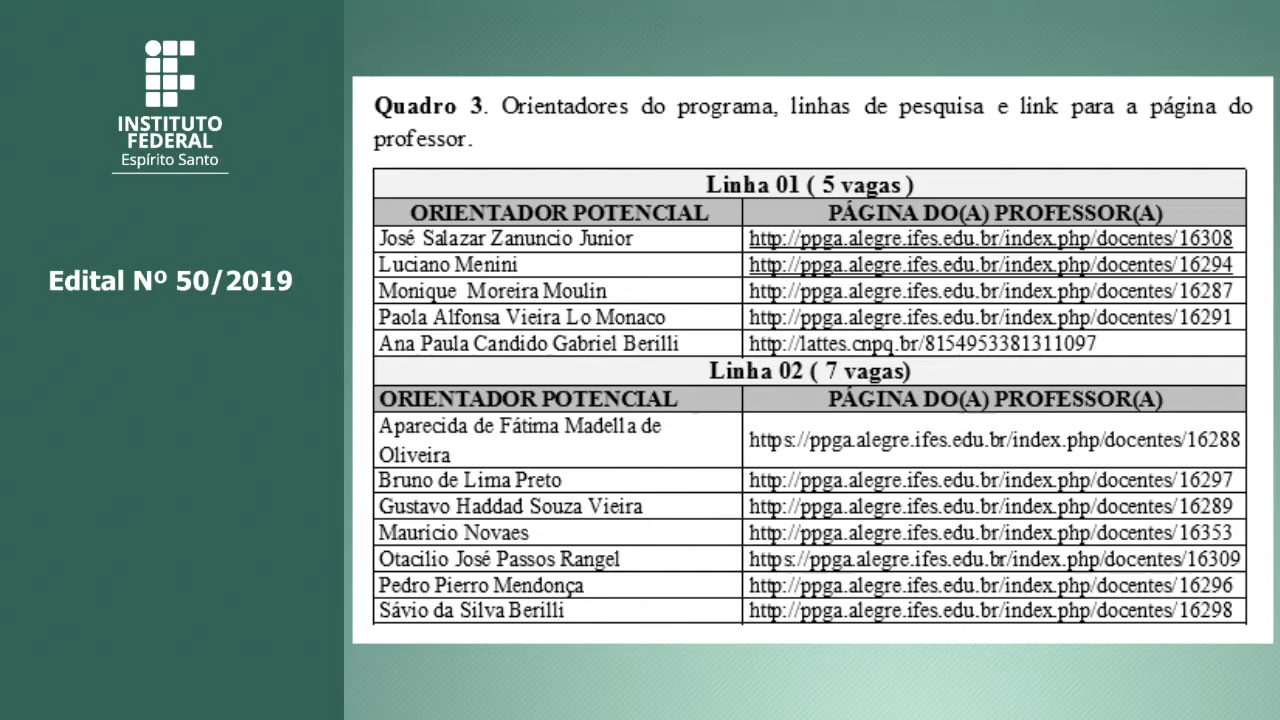 INSTITUTO
FEDERAL
Espírito Santo
Edital Nº 50/2019
Quadro 3. Orientadores do programa, linhas de pesquisa e link para a página do
professor.
Linha 01 ( 5 vagas )
ORIENTADOR POTENCIAL PÁGINA DO(A) PROFESSOR(A)
José Salazar Zanuncio Junior http://ppga.alegre.ifes.edu.br/index.php/docentes/16308
Luciano Menini http://ppga.alegre.ifes.edu.br/index.php/docentes/16294
Monique Moreira Moulin http://ppga.alegre.ifes.edu.br/index.php/docentes/16287
Paola Alfonsa Vieira Lo Monaco http://ppga.alegre.ifes.edu.br/index.php/docentes/16291
Ana Paula Candido Gabriel Berilli http://lattes.cnpq.br/8154953381311097
Linha 02 ( 7 vagas)
ORIENTADOR POTENCIAL PÁGINA DO(A) PROFESSOR(A)
Aparecida de Fátima Madella de
Oliveira https://ppga.alegre.ifes.edu.br/index.php/docentes/16288
Bruno de Lima Preto http://ppga.alegre.ifes.edu.br/index.php/docentes/16297
Gustavo Haddad Souza Vieira http://ppga.alegre.ifes.edu.br/index.php/docentes/16289
Maurício Novaes http://ppga.alegre.ifes.edu.br/index.php/docentes/16353
Otacilio José Passos Rangel https://ppga.alegre.ifes.edu.br/index.php/docentes/16309
Pedro Pierro Mendonça http://ppga.alegre.ifes.edu.br/index.php/docentes/16296
Sávio da Silva Berilli http://ppga.alegre.ifes.edu.br/index.php/docentes/16298